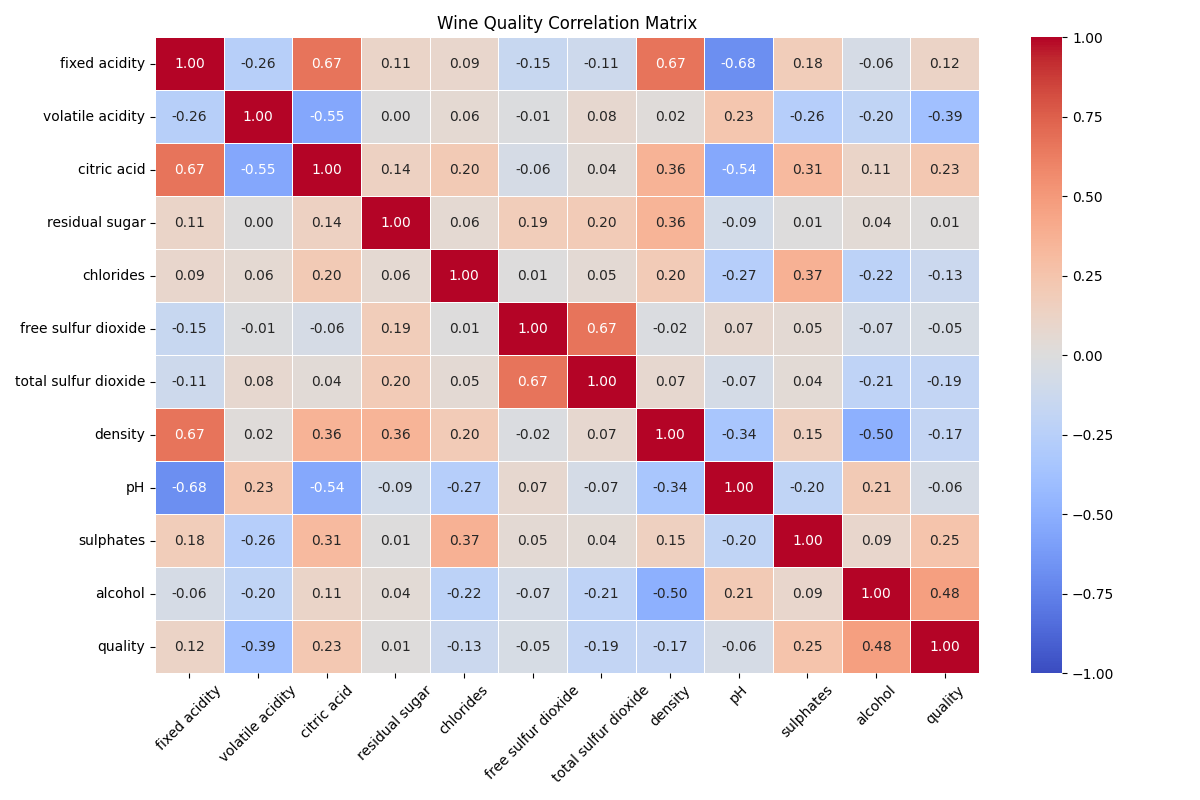 Wine Quality Correlation Matrix
fixed acidity 1.00 -0.26 0.67 0.11 0.09 -0.15 -0.11 0.67 -0.68 0.18 -0.06 0.12
volatile acidity -0.26 1.00 -0.55 0.00 0.06 -0.01 0.08 0.02 0.23 -0.26 -0.20 -0.39
citric acid 0.67 -0.55 1.00 0.14 0.20 -0.06 0.04 0.36 -0.54 0.31 0.11 0.23
residual sugar 0.11 0.00 0.14 1.00 0.06 0.19 0.20 0.36 -0.09 0.01 0.04 0.01
chlorides 0.09 0.06 0.20 0.06 1.00 0.01 0.05 0.20 -0.27 0.37 -0.22 -0.13
free sulfur dioxide -0.15 -0.01 -0.06 0.19 0.01 1.00 0.67 -0.02 0.07 0.05 -0.07 -0.05
total sulfur dioxide -0.11 0.08 0.04 0.20 0.05 0.67 1.00 0.07 -0.07 0.04 -0.21 -0.19
density 0.67 0.02 0.36 0.36 0.20 -0.02 0.07 1.00 -0.34 0.15 -0.50 -0.17
pH -0.68 0.23 -0.54 -0.09 -0.27 0.07 -0.07 -0.34 1.00 -0.20 0.21 -0.06
sulphates 0.18 -0.26 0.31 0.01 0.37 0.05 0.04 0.15 -0.20 1.00 0.09 0.25
alcohol -0.06 -0.20 0.11 0.04 -0.22 -0.07 -0.21 -0.50 0.21 0.09 1.00 0.48
quality 0.12 -0.39 0.23 0.01 -0.13 -0.05 -0.19 -0.17 -0.06 0.25 0.48 1.00
fixed acidity
volatile acidity
citric acid
residual sugar
chlorides
free sulfur dioxide
total sulfur dioxide
density
pH
sulphates
alcohol
quality
1.00
0.75
0.50
0.25
0.00
−0.25
−0.50
−0.75
−1.00